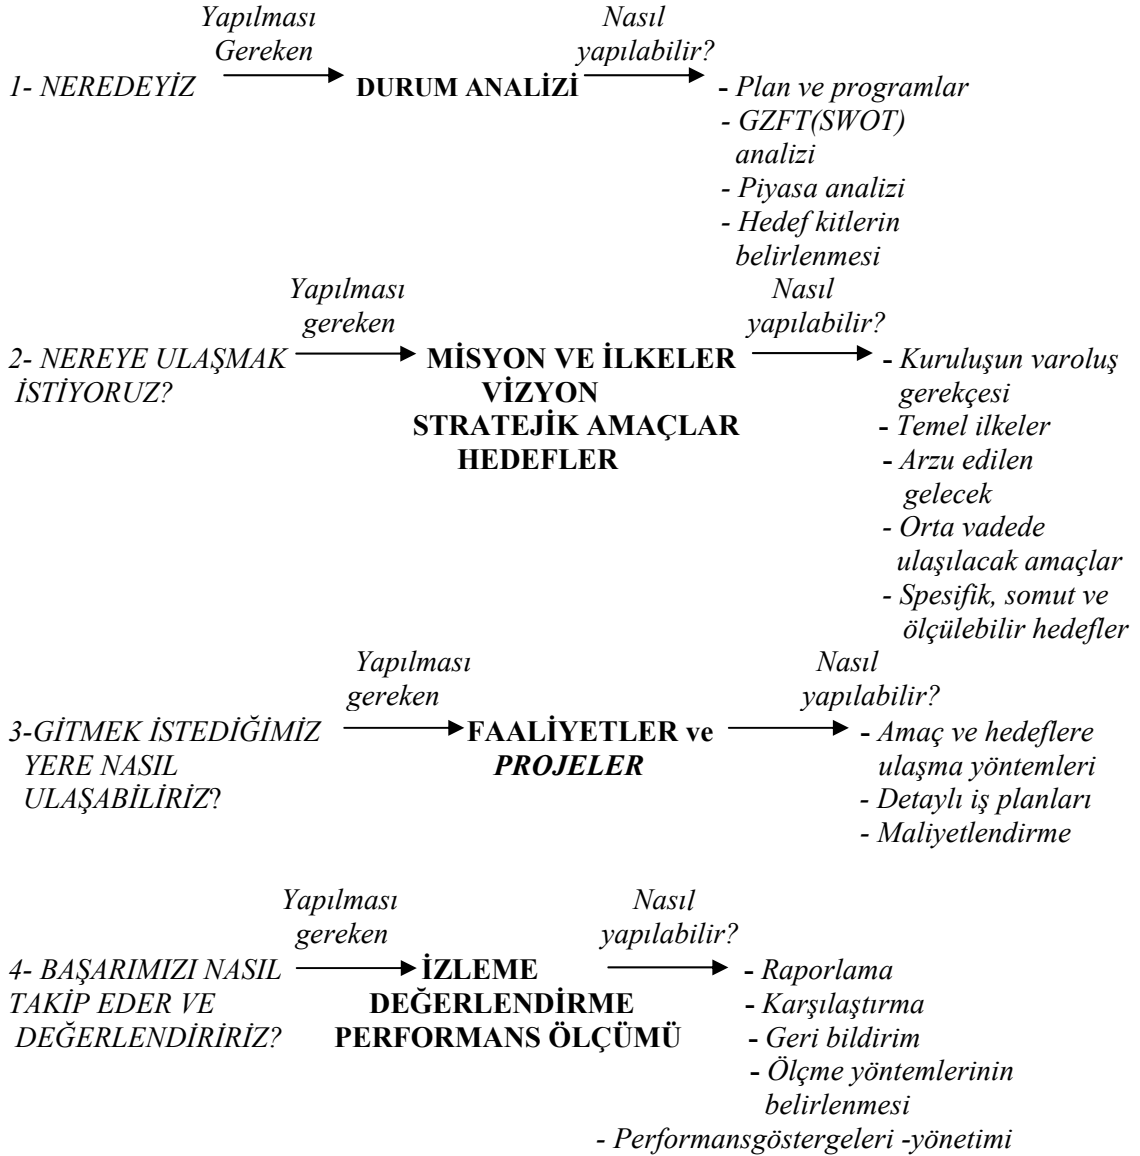 Yapılması Nasıl
Gereken yapılabilir?
1- NEREDEYİZ DURUM ANALİZİ - Plan ve programlar
- GZFT(SWOT)
analizi
- Piyasa analizi
- Hedef kitlerin
belirlenmesi
Yapılması Nasıl
gereken yapılabilir?
2- NEREYE ULAŞMAK MİSYON VE İLKELER - Kuruluşun varoluş
İSTİYORUZ? VİZYON gerekçesi
STRATEJİK AMAÇLAR - Temel ilkeler
HEDEFLER - Arzu edilen
gelecek
- Orta vadede
ulaşılacak amaçlar
- Spesifik, somut ve
ölçülebilir hedefler
Yapılması Nasıl
gereken yapılabilir?
3-GİTMEK İSTEDİĞİMİZ FAALİYETLER ve - Amaç ve hedeflere
YERE NASIL PROJELER ulaşma yöntemleri
ULAŞABİLİRİZ? - Detaylı iş planları
- Maliyetlendirme
Yapılması Nasıl
gereken yapılabilir?
4- BAŞARIMIZI NASIL İZLEME - Raporlama
TAKİP EDER VE DEĞERLENDİRME - Karşılaştırma
DEĞERLENDİRİRİZ? PERFORMANS ÖLÇÜMÜ - Geri bildirim
- Ölçme yöntemlerinin
belirlenmesi
- Performansgöstergeleri -yönetimi